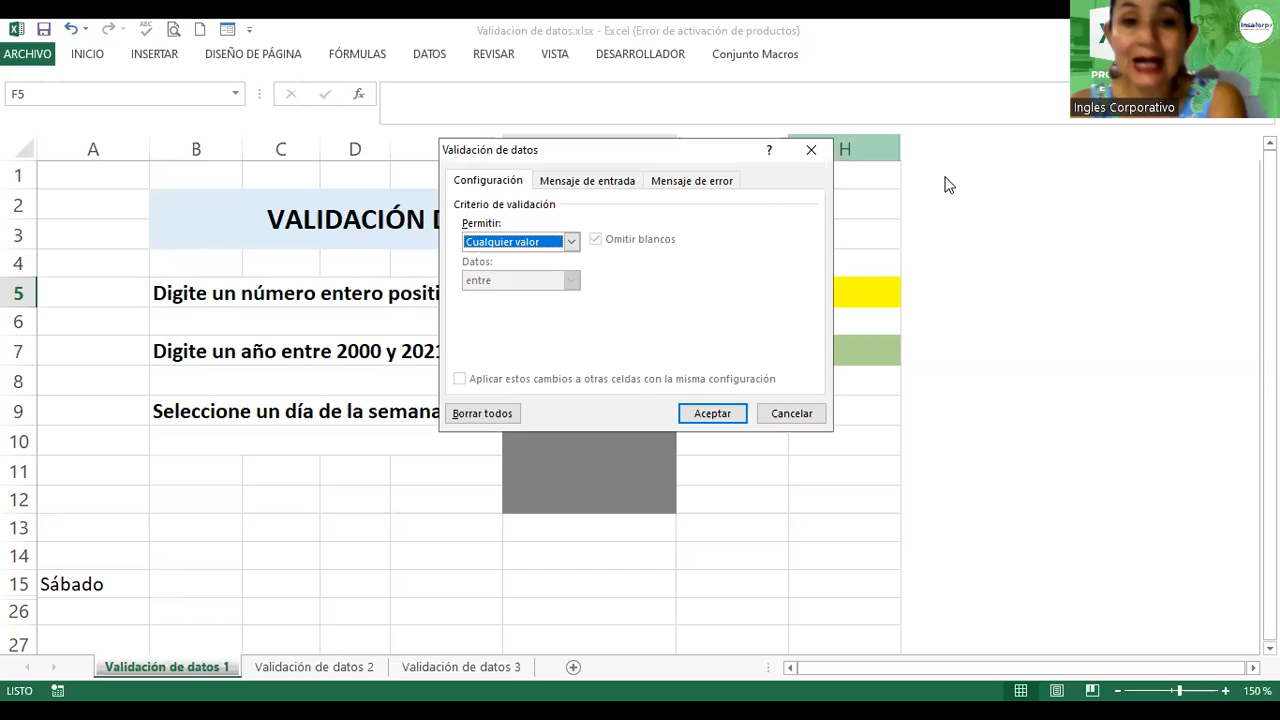 Validacion de datos.xlsx - Excel (Error de activación de productos)
ARCHIVO INICIO INSERTAR DISEÑO DE PÁGINA FÓRMULAS DATOS REVISAR VISTA DESARROLLADOR Conjunto Macros
Insaforp
Ingles Corporativo
F5
fx
A B C D H
Validación de datos ?
Configuración Mensaje de entrada Mensaje de error
Criterio de validación
Permitir:
Cualquier valor Omitir blancos
Datos:
entre
Aplicar estos cambios a otras celdas con la misma configuración
Borrar todos Aceptar Cancelar
1
2
VALIDACIÓN
3
4
5 Digite un número entero positi
6
7 Digite un año entre 2000 y 2021
8
9 Seleccione un día de la semana
10
11
12
13
14
15 Sábado
26
27
Validación de datos 1 Validación de datos 2 Validación de datos 3
LISTO 150 %